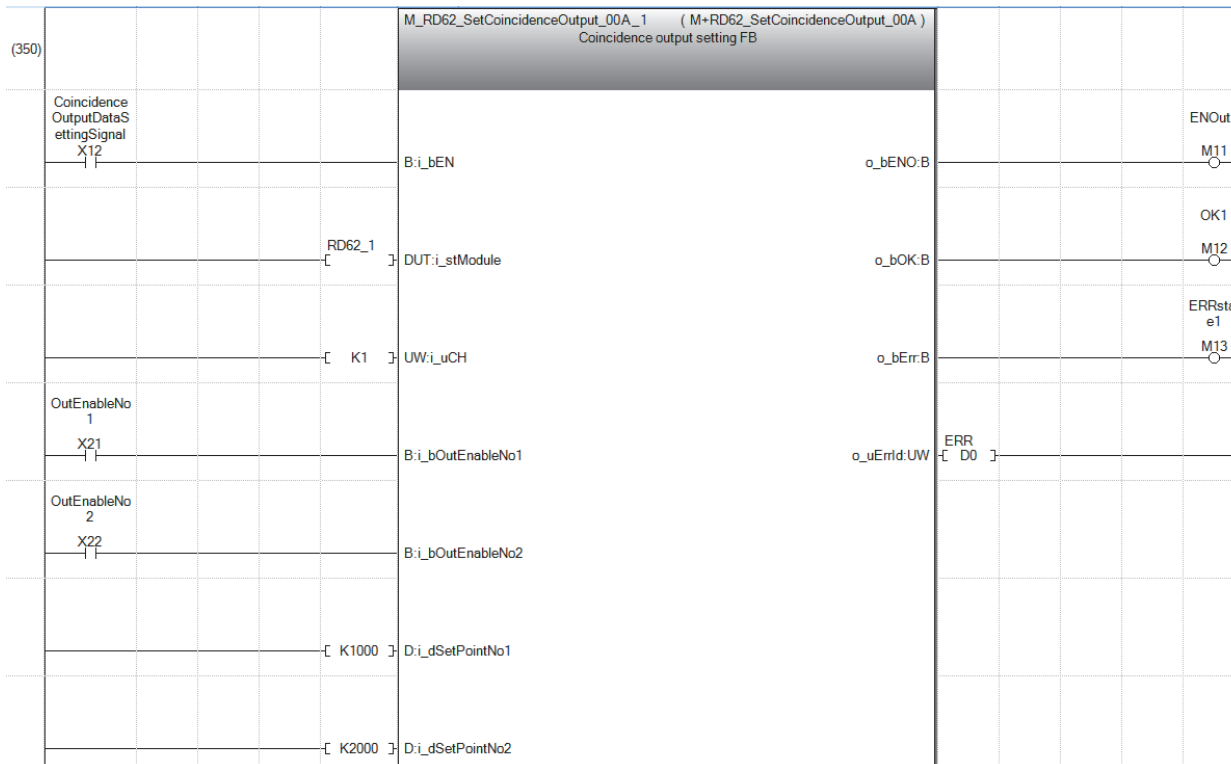 M_RD62_SetCoincidenceOutput_00A_1 ( M+RD62_SetCoincidenceOutput_00A )
Coincidence output setting FB
(350)
Coincidence
OutputDataS
ettingSignal
X12
B:i_bEN
o_bENO:B
ENOut
M11
RD62_1
DUT:i_stModule
o_bOK:B
OK1
M12
K1
UW:i_uCH
o_bErr:B
ERRsta
e1
M13
OutEnableNo
1
X21
B:i_bOutEnableNo1
o_uErrId:UW
ERR
D0
OutEnableNo
2
X22
B:i_bOutEnableNo2
K1000
D:i_dSetPointNo1
K2000
D:i_dSetPointNo2